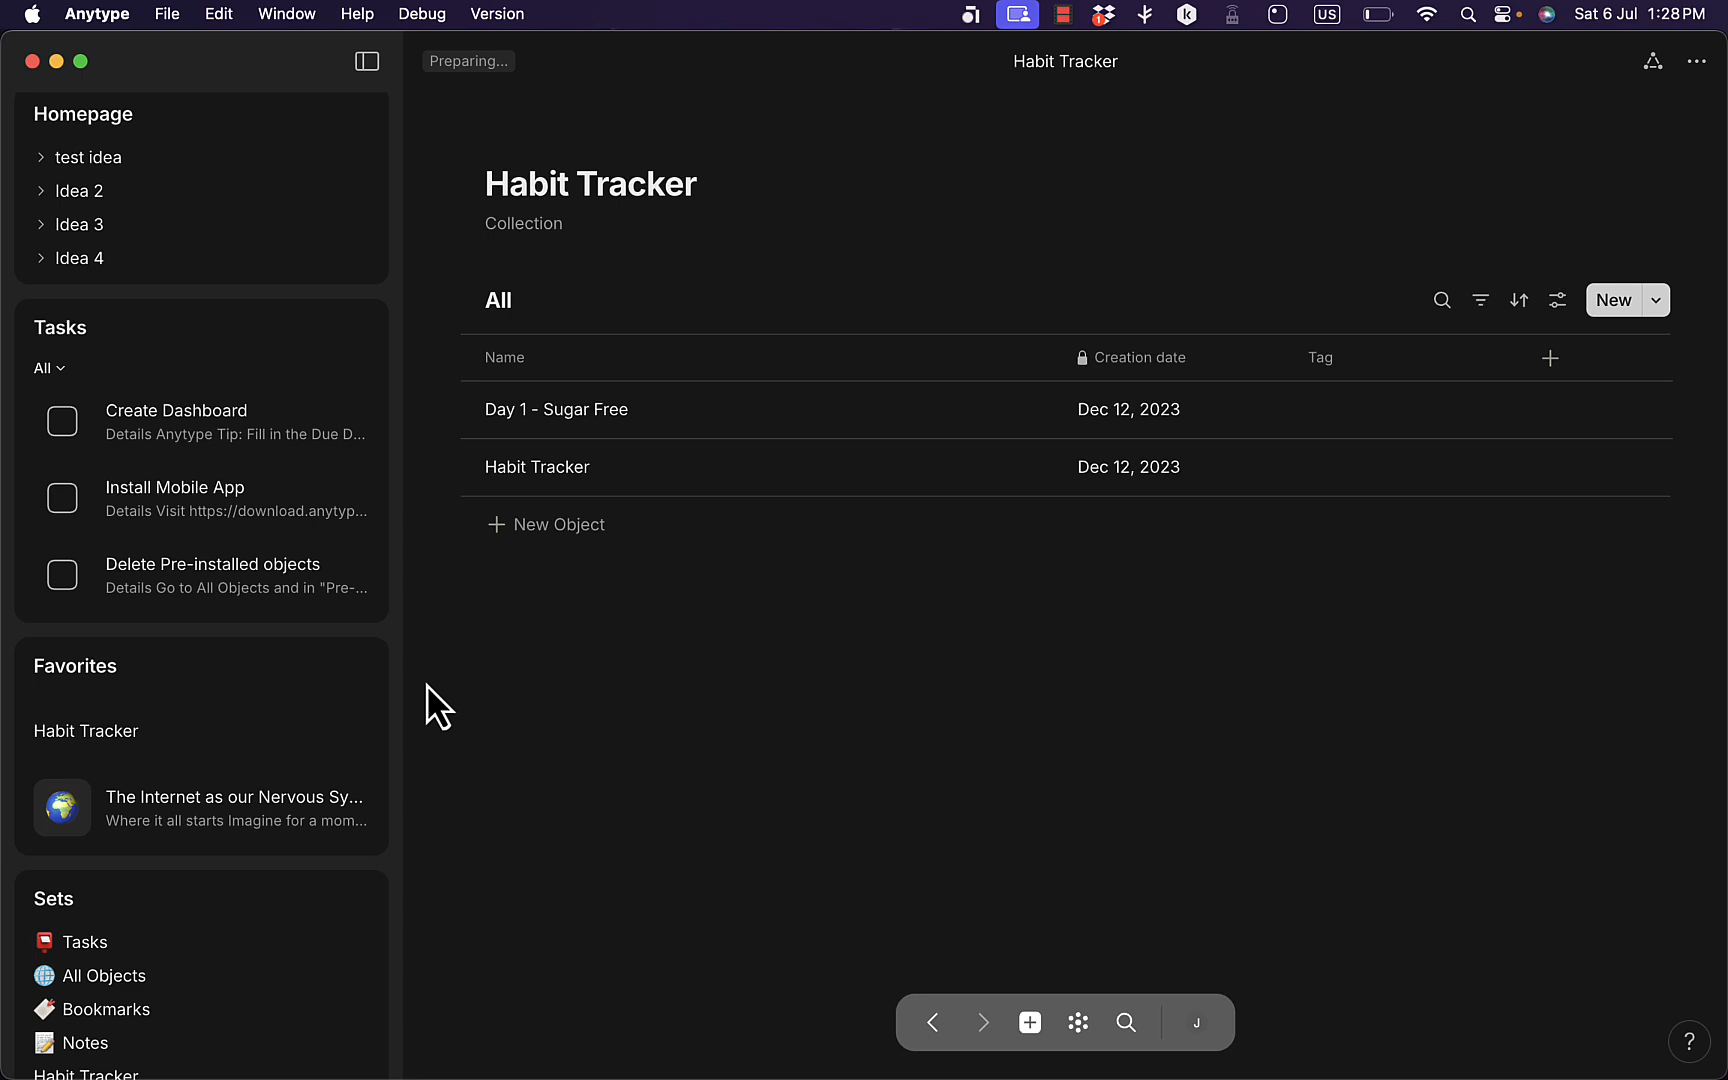 Anytype File Edit Window Help Debug Version
1 US Sat 6 Jul 1:28 PM
Preparing...
Habit Tracker
Homepage
test idea
Idea 2
Idea 3
Idea 4
Tasks
All
Create Dashboard
Details Anytype Tip: Fill in the Due D...
Install Mobile App
Details Visit https://download.anytyp...
Delete Pre-installed objects
Details Go to All Objects and in "Pre-...
Favorites
Habit Tracker
The Internet as our Nervous Sy...
Where it all starts Imagine for a mom...
Sets
Tasks
All Objects
Bookmarks
Notes
Habit Tracker
Habit Tracker
Collection
All
New
Name Creation date Tag
Day 1 - Sugar Free Dec 12, 2023
Habit Tracker Dec 12, 2023
New Object
J
?